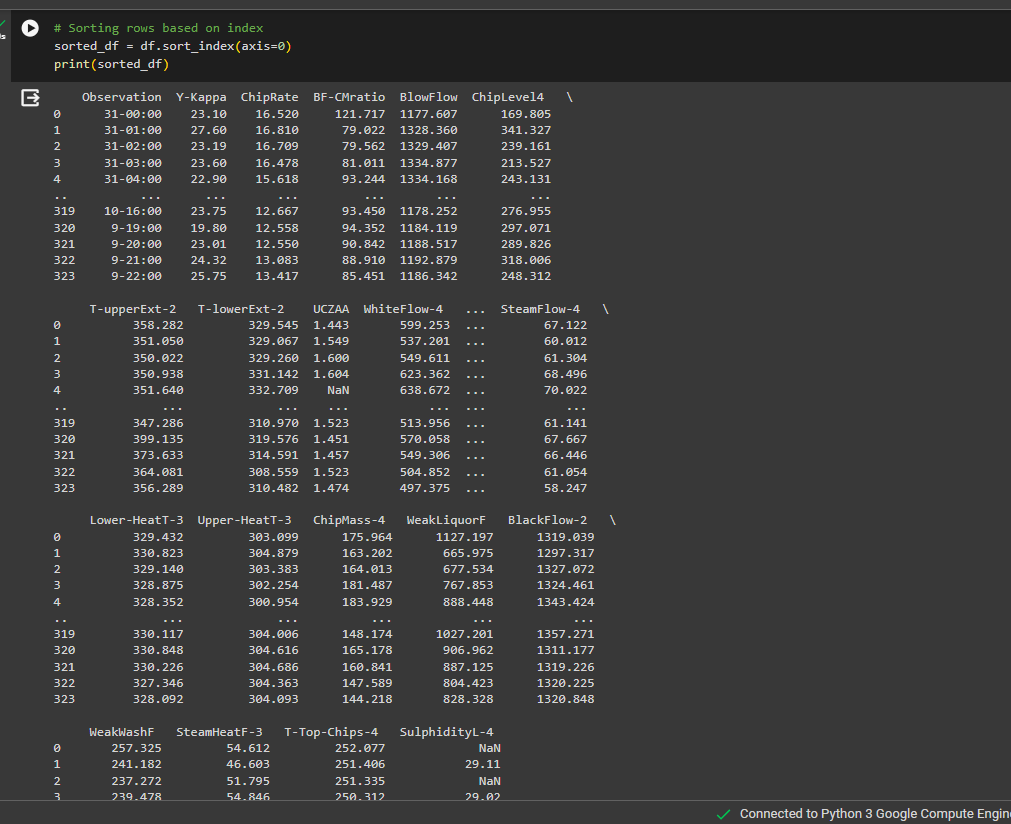 # Sorting rows based on index
sorted_df = df.sort_index(axis=0)
print(sorted_df)
Observation Y-Kappa ChipRate BF-CMratio BlowFlow ChipLevel4 \
0 31-00:00 23.10 16.520 121.717 1177.607 169.805
1 31-01:00 27.60 16.810 79.022 1328.360 341.327
2 31-02:00 23.19 16.709 79.562 1329.407 239.161
3 31-03:00 23.60 16.478 81.011 1334.877 213.527
4 31-04:00 22.90 15.618 93.244 1334.168 243.131
.. ... ... ... ... ... ...
319 10-16:00 23.75 12.667 93.450 1178.252 276.955
320 9-19:00 19.80 12.558 94.352 1184.119 297.071
321 9-20:00 23.01 12.550 90.842 1188.517 289.826
322 9-21:00 24.32 13.083 88.910 1192.879 318.006
323 9-22:00 25.75 13.417 85.451 1186.342 248.312
T-upperExt-2 T-lowerExt-2 UCZAA WhiteFlow-4 ... SteamFlow-4 \
0 358.282 329.545 1.443 599.253 ... 67.122
1 351.050 329.067 1.549 537.201 ... 60.012
2 350.022 329.260 1.600 549.611 ... 61.304
3 350.938 331.142 1.604 623.362 ... 68.496
4 351.640 332.709 NaN 638.672 ... 70.022
.. ... ... ... ... ... ...
319 347.286 310.970 1.523 513.956 ... 61.141
320 399.135 319.576 1.451 570.058 ... 67.667
321 373.633 314.591 1.457 549.306 ... 66.446
322 364.081 308.559 1.523 504.852 ... 61.054
323 356.289 310.482 1.474 497.375 ... 58.247
Lower-HeatT-3 Upper-HeatT-3 ChipMass-4 WeakLiquorF BlackFlow-2 \
0 329.432 303.099 175.964 1127.197 1319.039
1 330.823 304.879 163.202 665.975 1297.317
2 329.140 303.383 164.013 677.534 1327.072
3 328.875 302.254 181.487 767.853 1324.461
4 328.352 300.954 183.929 888.448 1343.424
.. ... ... ... ... ...
319 330.117 304.006 148.174 1027.201 1357.271
320 330.848 304.616 165.178 906.962 1311.177
321 330.226 304.686 160.841 887.125 1319.226
322 327.346 304.363 147.589 804.423 1320.225
323 328.092 304.093 144.218 828.328 1320.848
WeakWashF SteamHeatF-3 T-Top-Chips-4 SulphidityL-4
0 257.325 54.612 252.077 NaN
1 241.182 46.603 251.406 29.11
2 237.272 51.795 251.335 NaN
3 239.478 54.846 250.312 29.02
Connected to Python 3 Google Compute Engin